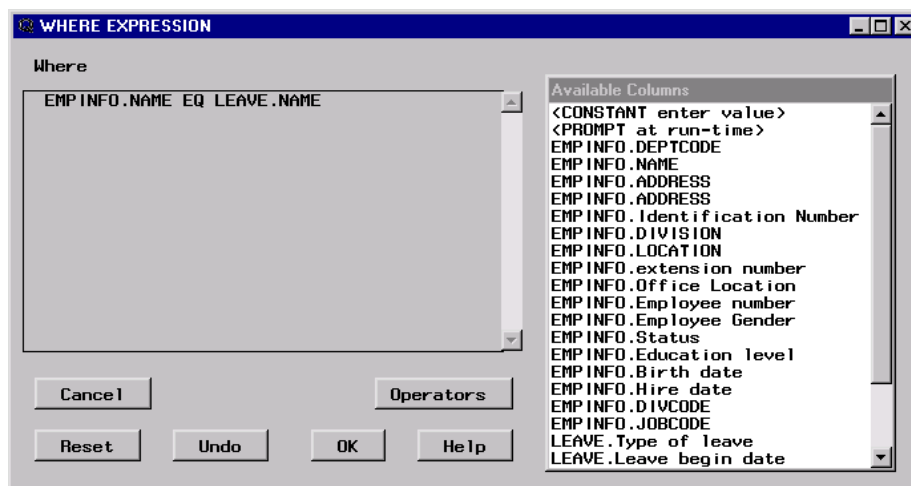 WHERE EXPRESSION
Where
EMPINFO.NAME EQ LEAVE.NAME
Available Columns
<CONSTANT enter value>
<PROMPT at run-time>
EMPINFO.DEPTCODE
EMPINFO.NAME
EMPINFO.ADDRESS
EMPINFO.ADDRESS
EMPINFO.Identification Number
EMPINFO.DIVISION
EMPINFO.LOCATION
EMPINFO.extension number
EMPINFO.Office Location
EMPINFO.Employee number
EMPINFO.Employee Gender
EMPINFO.Status
EMPINFO.Education level
EMPINFO.Birth date
EMPINFO.Hire date
EMPINFO.DIVCODE
EMPINFO.JOBCODE
LEAVE.Type of leave
LEAVE.Leave begin date
Cancel
Operators
Reset
Undo
OK
Help